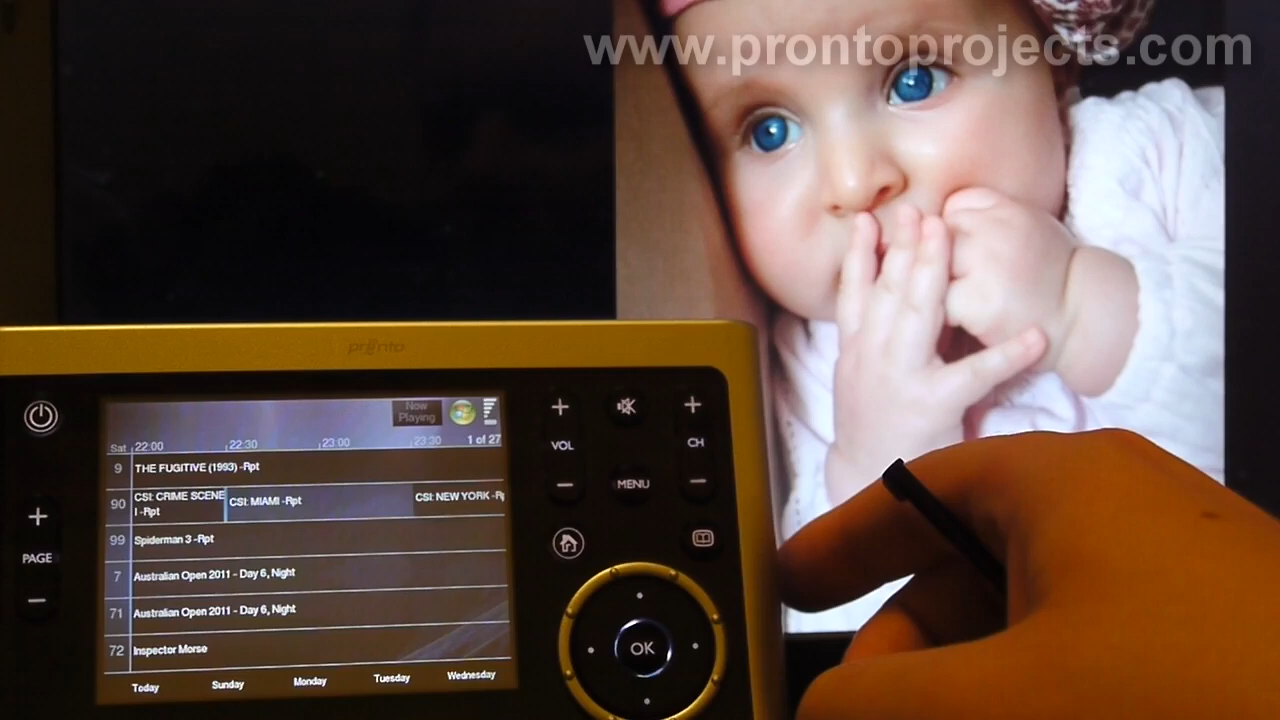 www.prontoprojects.com
pronto
Now
Playing
Sat 22:00 22:30 23:00 23:30 1 of 27
9 THE FUGITIVE (1993) -Rpt
90 CSI: CRIME SCENE
I -Rpt
CSI: MIAMI -Rpt
CSI: NEW YORK -R
99 Spiderman 3 -Rpt
7 Australian Open 2011 - Day 6, Night
71 Australian Open 2011 - Day 6, Night
72 Inspector Morse
Today Sunday Monday Tuesday Wednesday
+
PAGE
-
+
VOL
-
MENU
+
CH
-
OK